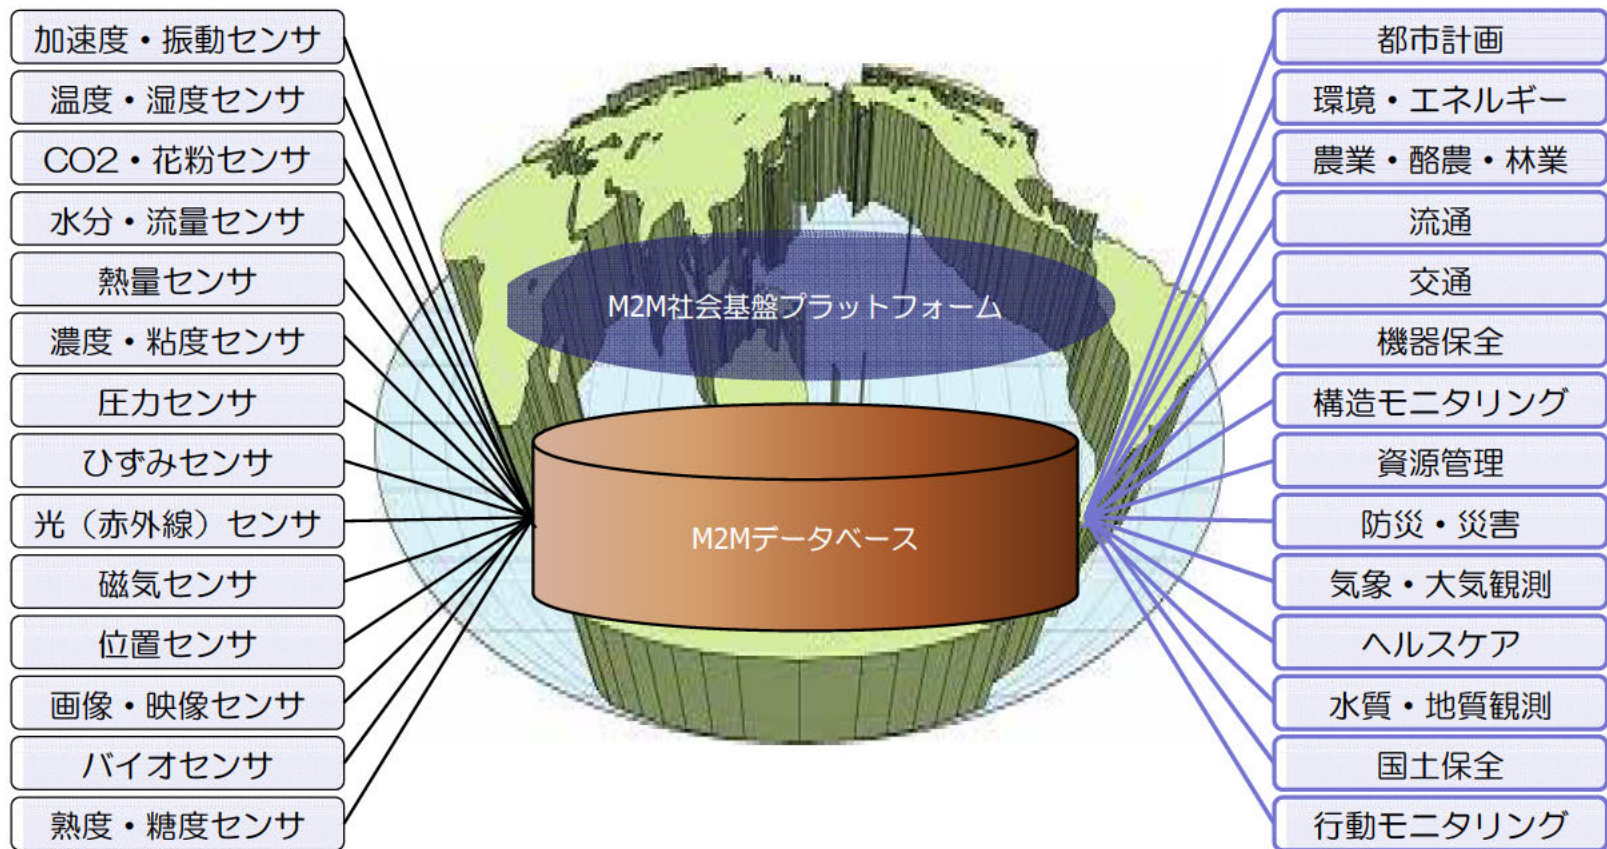 加速度・振動センサ
温度・湿度センサ
CO2・花粉センサ
水分・流量センサ
熱量センサ
濃度・粘度センサ
圧力センサ
ひずみセンサ
光（赤外線）センサ
磁気センサ
位置センサ
画像・映像センサ
バイオセンサ
熟度・糖度センサ
M2M社会基盤プラットフォーム
M2Mデータベース
都市計画
環境・エネルギー
農業・酪農・林業
流通
交通
機器保全
構造モニタリング
資源管理
防災・災害
気象・大気観測
ヘルスケア
水質・地質観測
国土保全
行動モニタリング